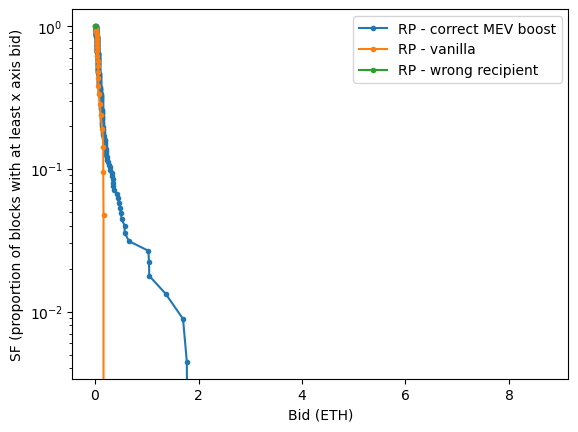 RP - correct MEV boost
RP - vanilla
RP - wrong recipient
SF (proportion of blocks with at least x axis bid)
10⁰
10⁻¹
10⁻²
0 2 4 6 8
Bid (ETH)